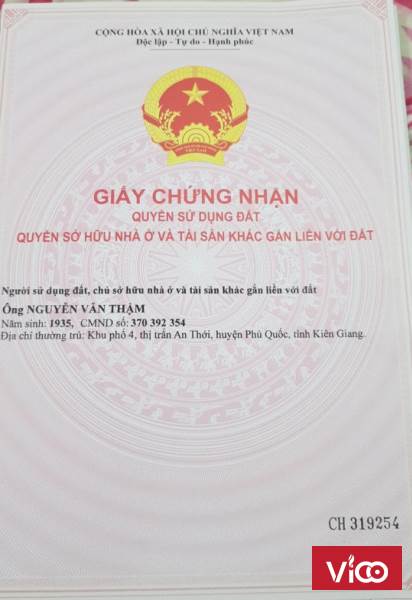 CỘNG HÒA XÃ HỘI CHỦ NGHĨA VIỆT NAM
Độc lập - Tự do - Hạnh phúc
VIỆT NAM
GIẤY CHỨNG NHẬN
QUYỀN SỬ DỤNG ĐẤT
QUYỀN SỞ HỮU NHÀ Ở VÀ TÀI SẢN KHÁC GẮN LIỀN VỚI ĐẤT
Người sử dụng đất, chủ sở hữu nhà ở và tài sản khác gắn liền với đất
Ông NGUYỄN VĂN THẬM
Năm sinh: 1935, CMND số: 370 392 354
Địa chỉ thường trú: Khu phố 4, thị trấn An Thới, huyện Phú Quốc, tỉnh Kiên Giang.
CH 319254
Vico